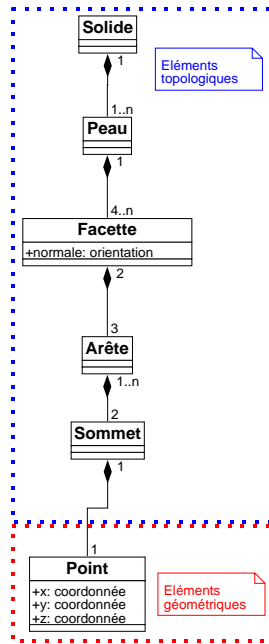 Solide
1
Eléments
topologiques
1..n
Peau
1
4..n
Facette
+normale: orientation
2
3
Arête
1..n
2
Sommet
1
1
Point
+x: coordonnée
+y: coordonnée
+z: coordonnée
Eléments
géométriques